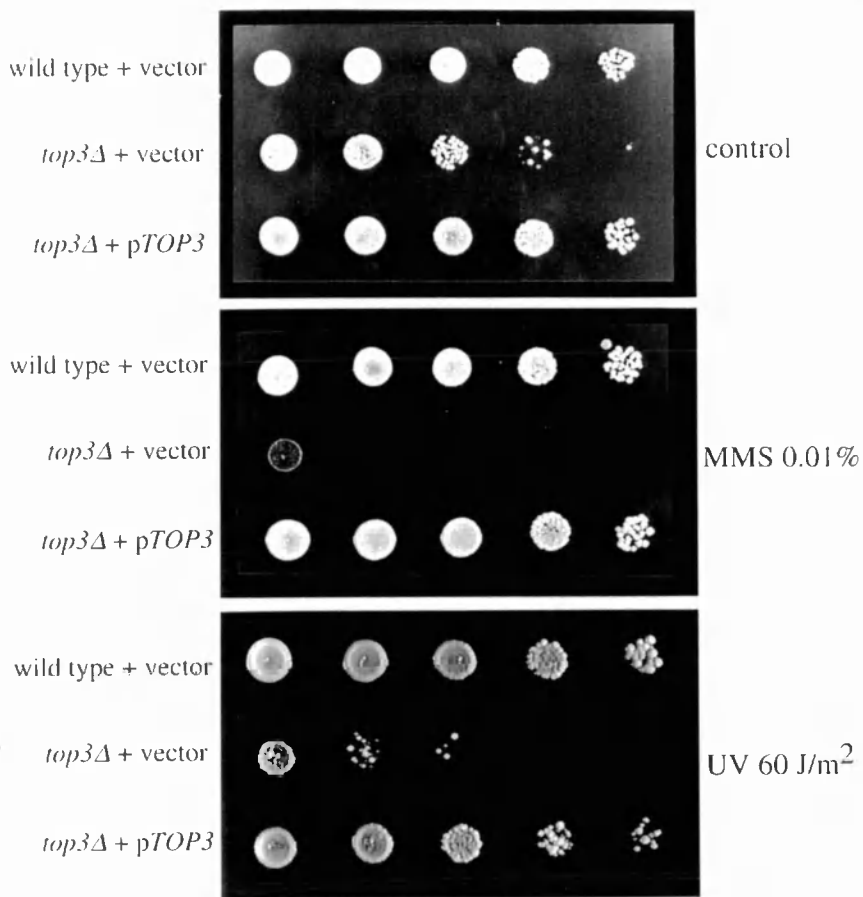 wild type + vector
top3Δ + vector
control
top3Δ + pTOP3
wild type + vector
top3Δ + vector
MMS 0.01%
top3Δ + pTOP3
wild type + vector
top3Δ + vector
UV 60 J/m²
top3Δ + pTOP3